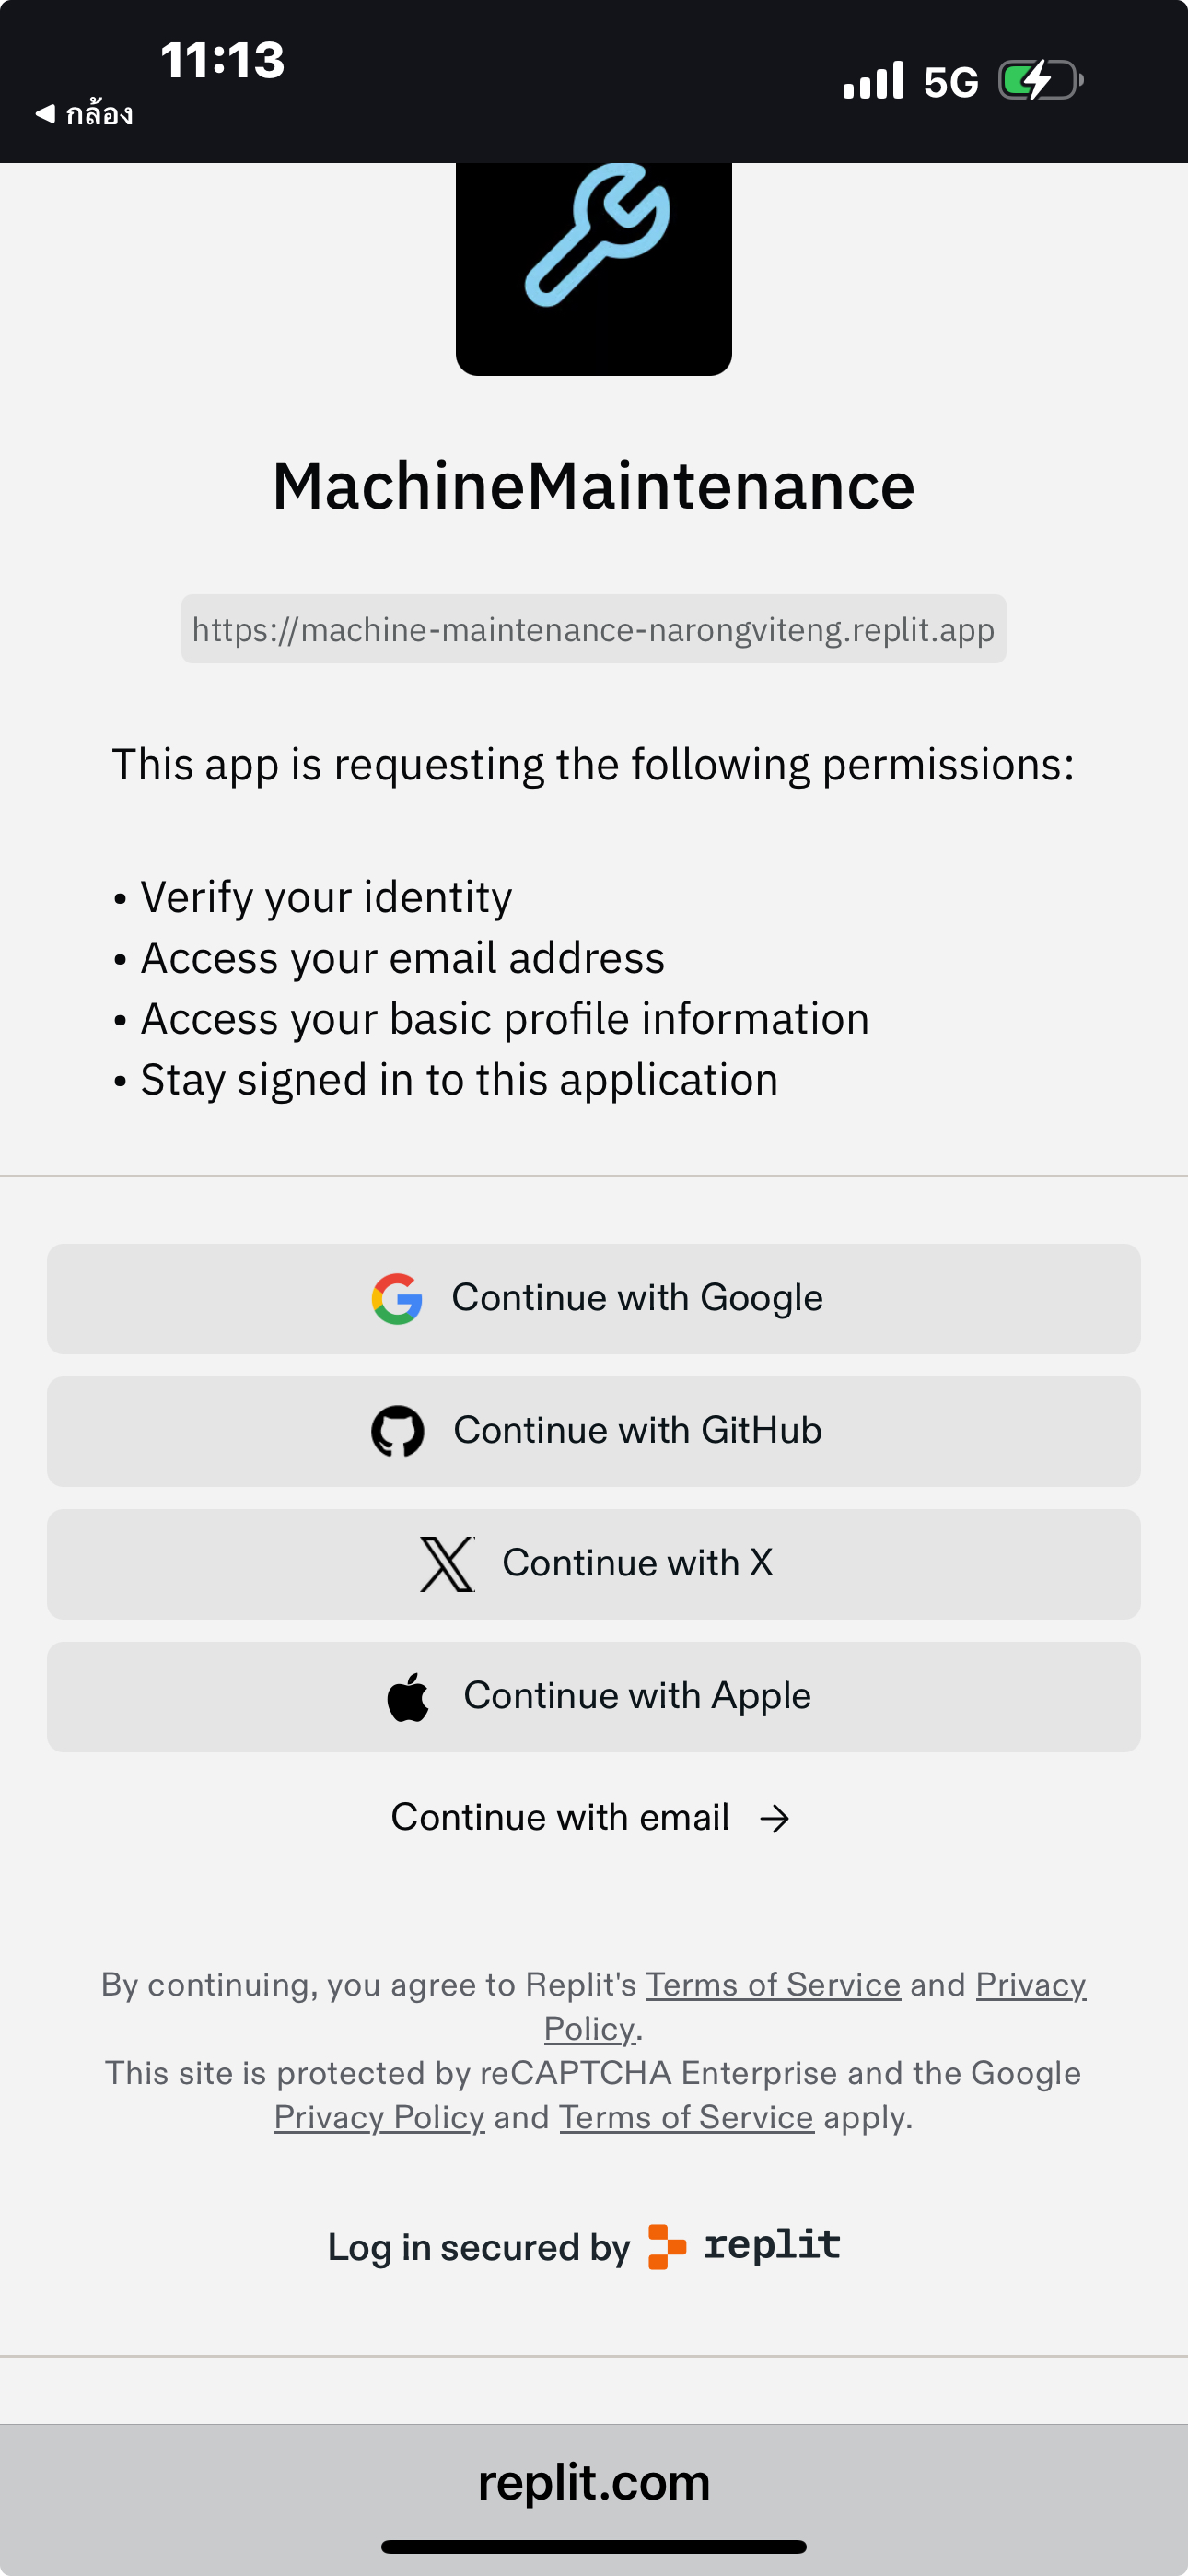 11:13
5G
◀ กล้อง
MachineMaintenance
https://machine-maintenance-narongviteng.replit.app
This app is requesting the following permissions:
• Verify your identity
• Access your email address
• Access your basic profile information
• Stay signed in to this application
Continue with Google
Continue with GitHub
Continue with X
Continue with Apple
Continue with email →
By continuing, you agree to Replit's Terms of Service and Privacy
Policy.
This site is protected by reCAPTCHA Enterprise and the Google
Privacy Policy and Terms of Service apply.
Log in secured by replit
replit.com